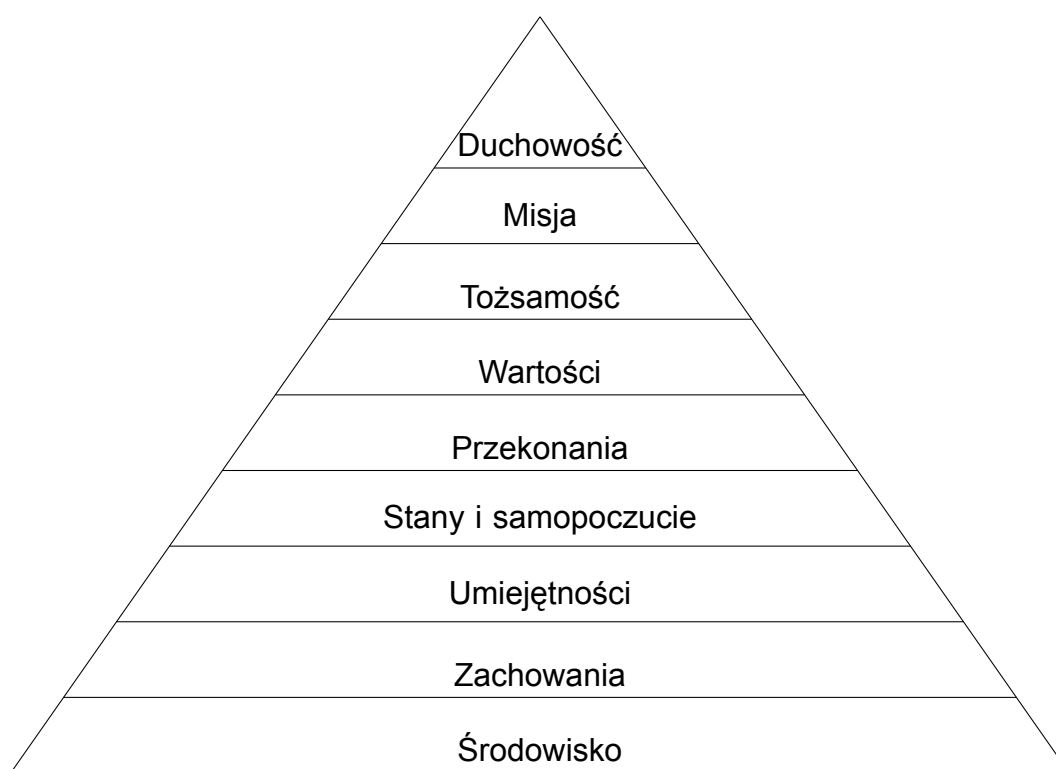 Duchowość
Misja
Tożsamość
Wartości
Przekonania
Stany i samopoczucie
Umiejętności
Zachowania
Środowisko